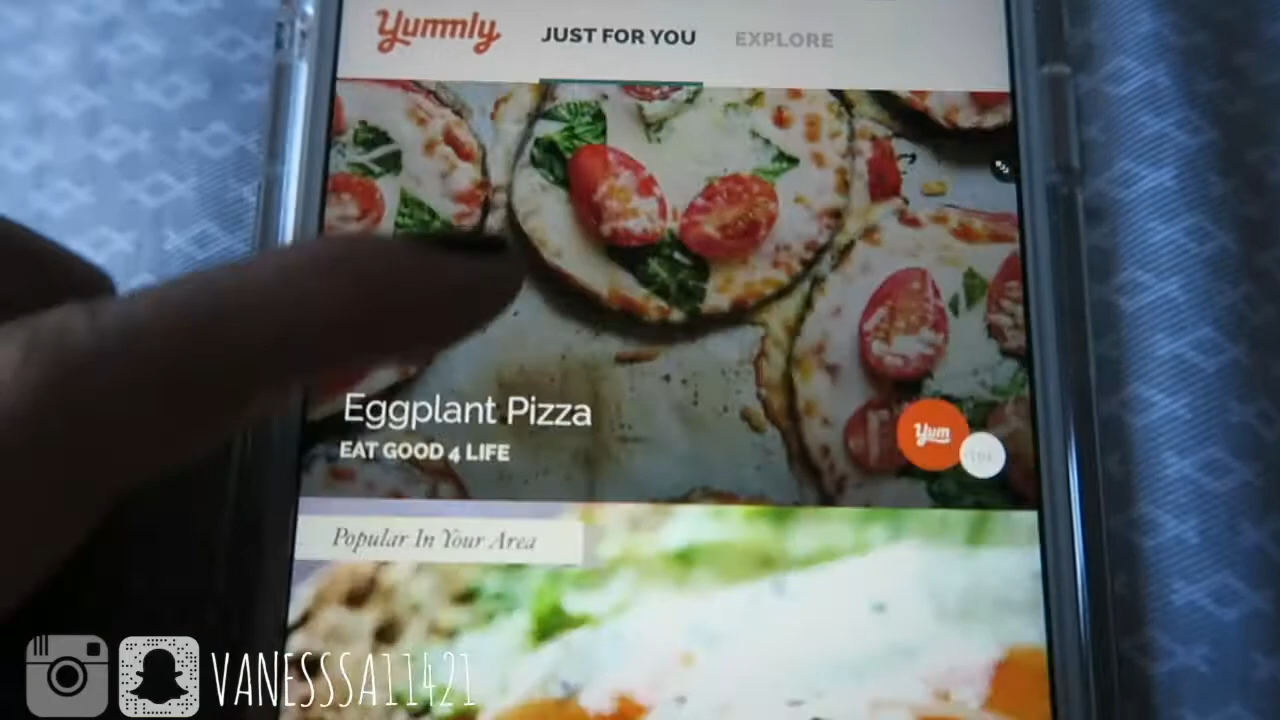 Yummly JUST FOR YOU EXPLORE
Eggplant Pizza
EAT GOOD 4 LIFE
Yum
Popular In Your Area
VANESSSA11421